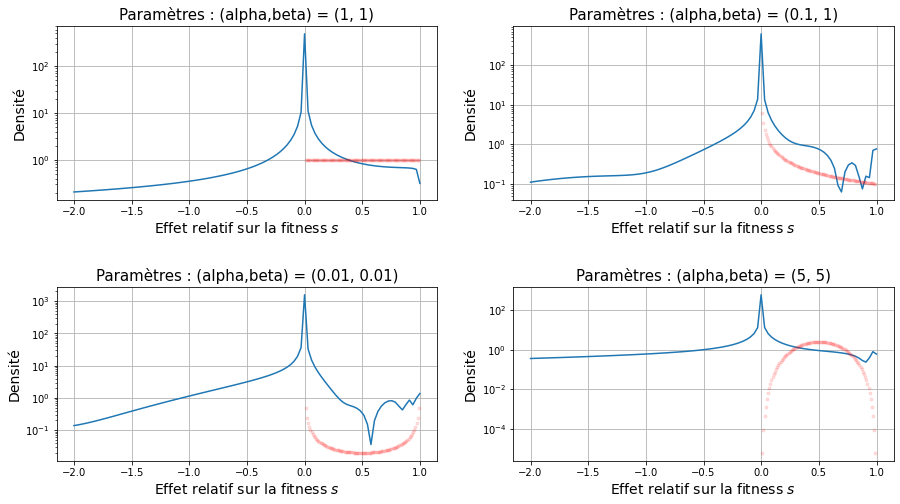 Paramètres : (alpha,beta) = (1, 1)
Densité
10²
10¹
10⁰
−2.0 −1.5 −1.0 −0.5 0.0 0.5 1.0
Effet relatif sur la fitness s
Paramètres : (alpha,beta) = (0.1, 1)
Densité
10²
10¹
10⁰
10⁻¹
−2.0 −1.5 −1.0 −0.5 0.0 0.5 1.0
Effet relatif sur la fitness s
Paramètres : (alpha,beta) = (0.01, 0.01)
Densité
10³
10²
10¹
10⁰
10⁻¹
−2.0 −1.5 −1.0 −0.5 0.0 0.5 1.0
Effet relatif sur la fitness s
Paramètres : (alpha,beta) = (5, 5)
Densité
10²
10⁰
10⁻²
10⁻⁴
−2.0 −1.5 −1.0 −0.5 0.0 0.5 1.0
Effet relatif sur la fitness s